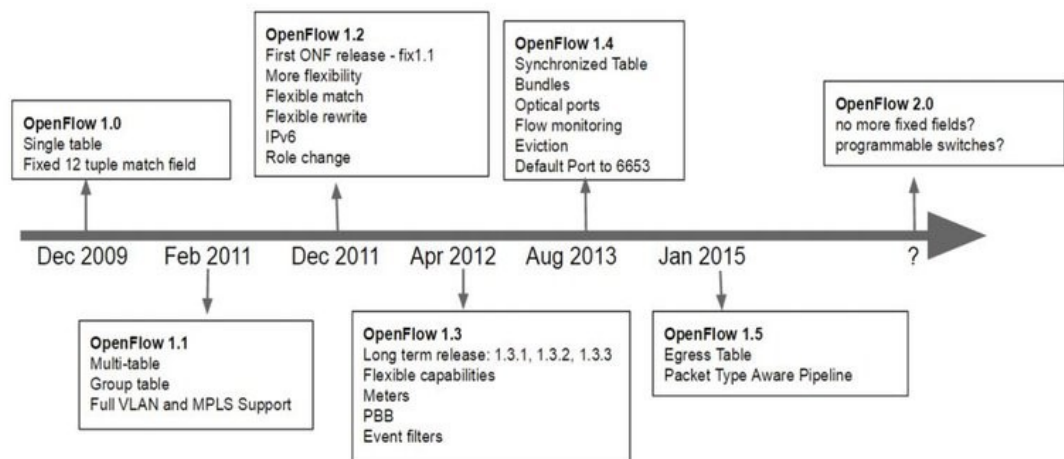 OpenFlow 1.0
Single table
Fixed 12 tuple match field
OpenFlow 1.2
First ONF release - fix1.1
More flexibility
Flexible match
Flexible rewrite
IPv6
Role change
OpenFlow 1.4
Synchronized Table
Bundles
Optical ports
Flow monitoring
Eviction
Default Port to 6653
OpenFlow 2.0
no more fixed fields?
programmable switches?
Dec 2009
Feb 2011
Dec 2011
Apr 2012
Aug 2013
Jan 2015
?
OpenFlow 1.1
Multi-table
Group table
Full VLAN and MPLS Support
OpenFlow 1.3
Long term release: 1.3.1, 1.3.2, 1.3.3
Flexible capabilities
Meters
PBB
Event filters
OpenFlow 1.5
Egress Table
Packet Type Aware Pipeline